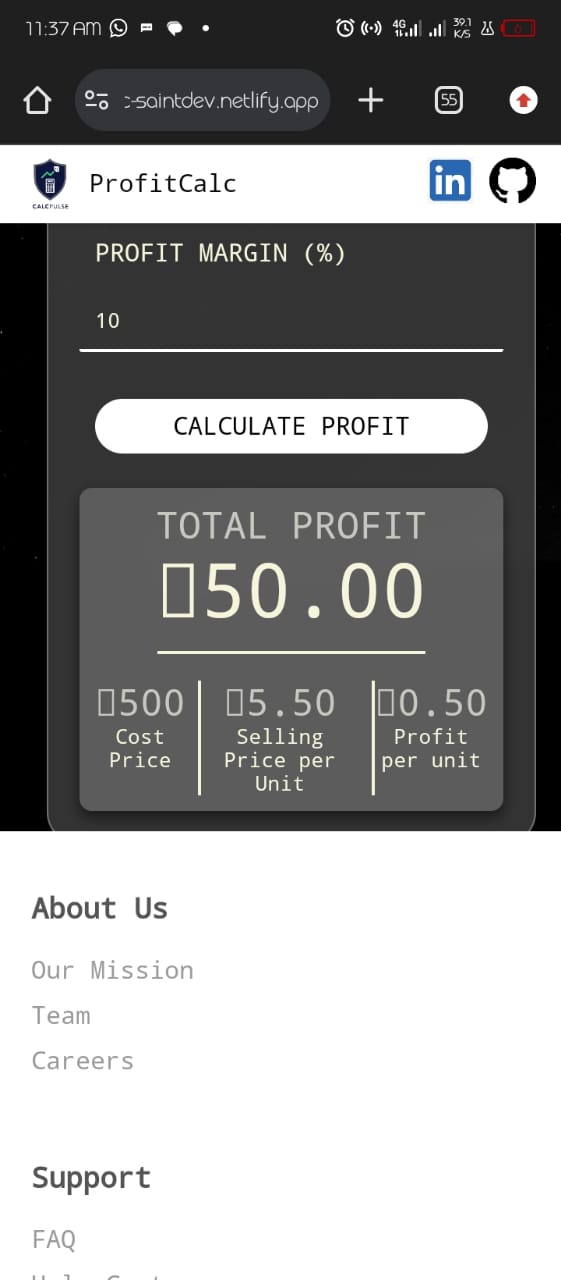 11:37 AM
4G
39.1
K/S
6
:-saintdev.netlify.app
55
CALCPULSE
ProfitCalc
in
PROFIT MARGIN (%)
10
CALCULATE PROFIT
TOTAL PROFIT
▯50.00
▯500
Cost
Price
▯5.50
Selling
Price per
Unit
▯0.50
Profit
per unit
About Us
Our Mission
Team
Careers
Support
FAQ